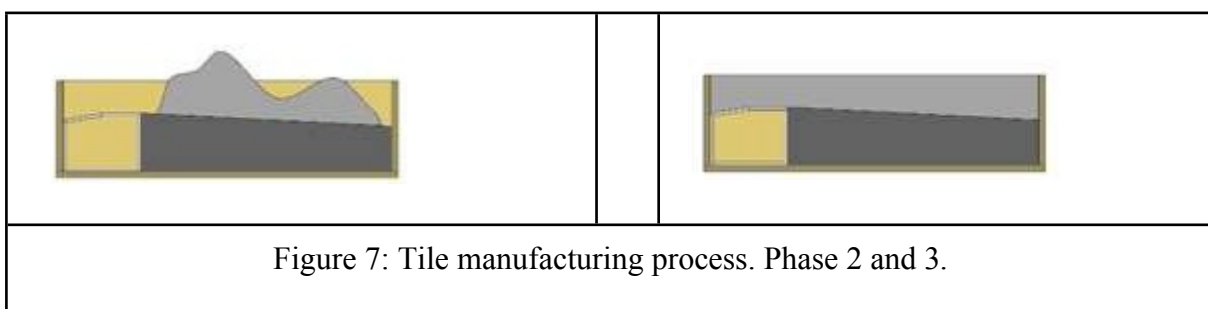 Figure 7: Tile manufacturing process. Phase 2 and 3.